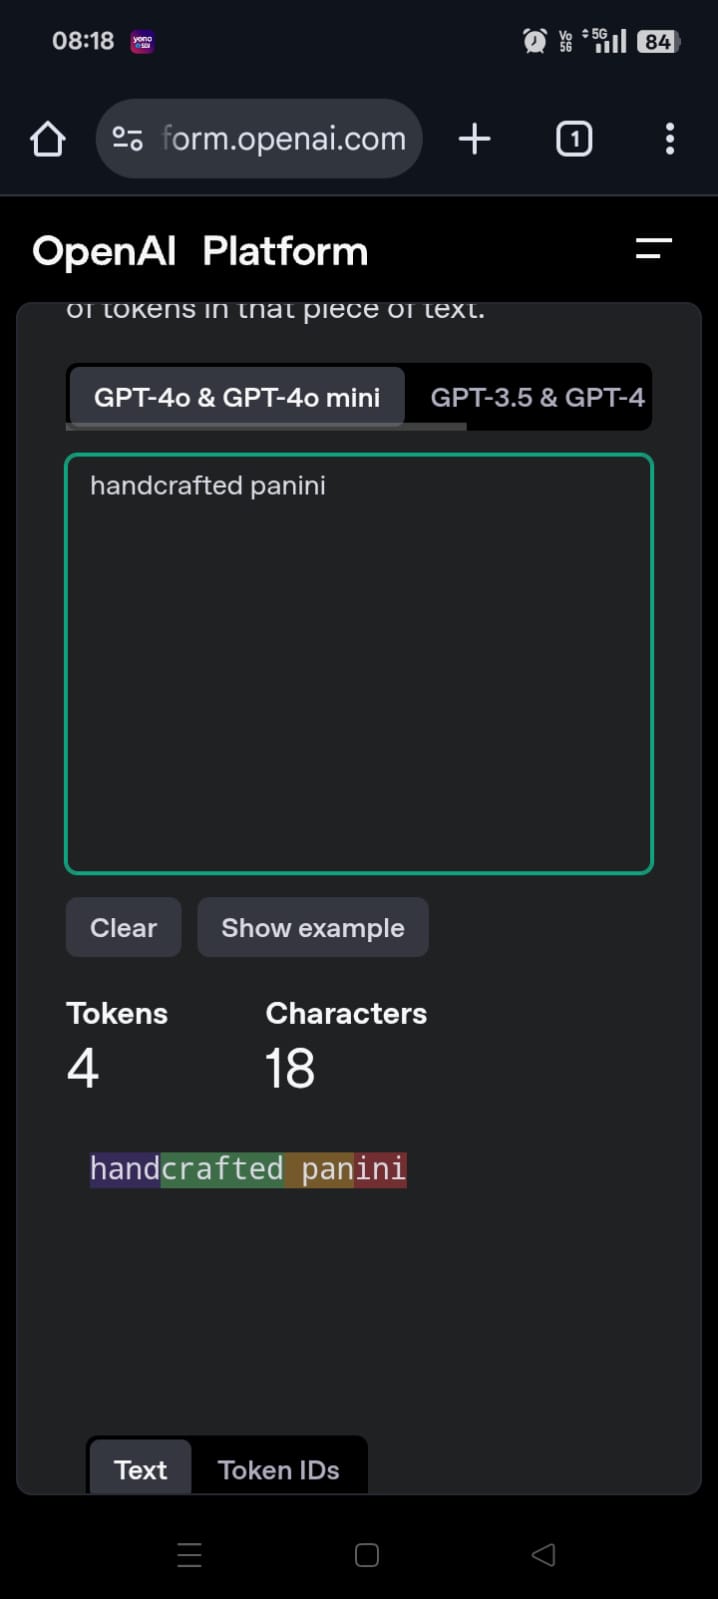 08:18
yono
SBI
Vo
5G
5G
84
form.openai.com
1
OpenAI Platform
of tokens in that piece of text.
GPT-4o & GPT-4o mini
GPT-3.5 & GPT-4
handcrafted panini
Clear
Show example
Tokens
Characters
4
18
handcrafted panini
Text
Token IDs